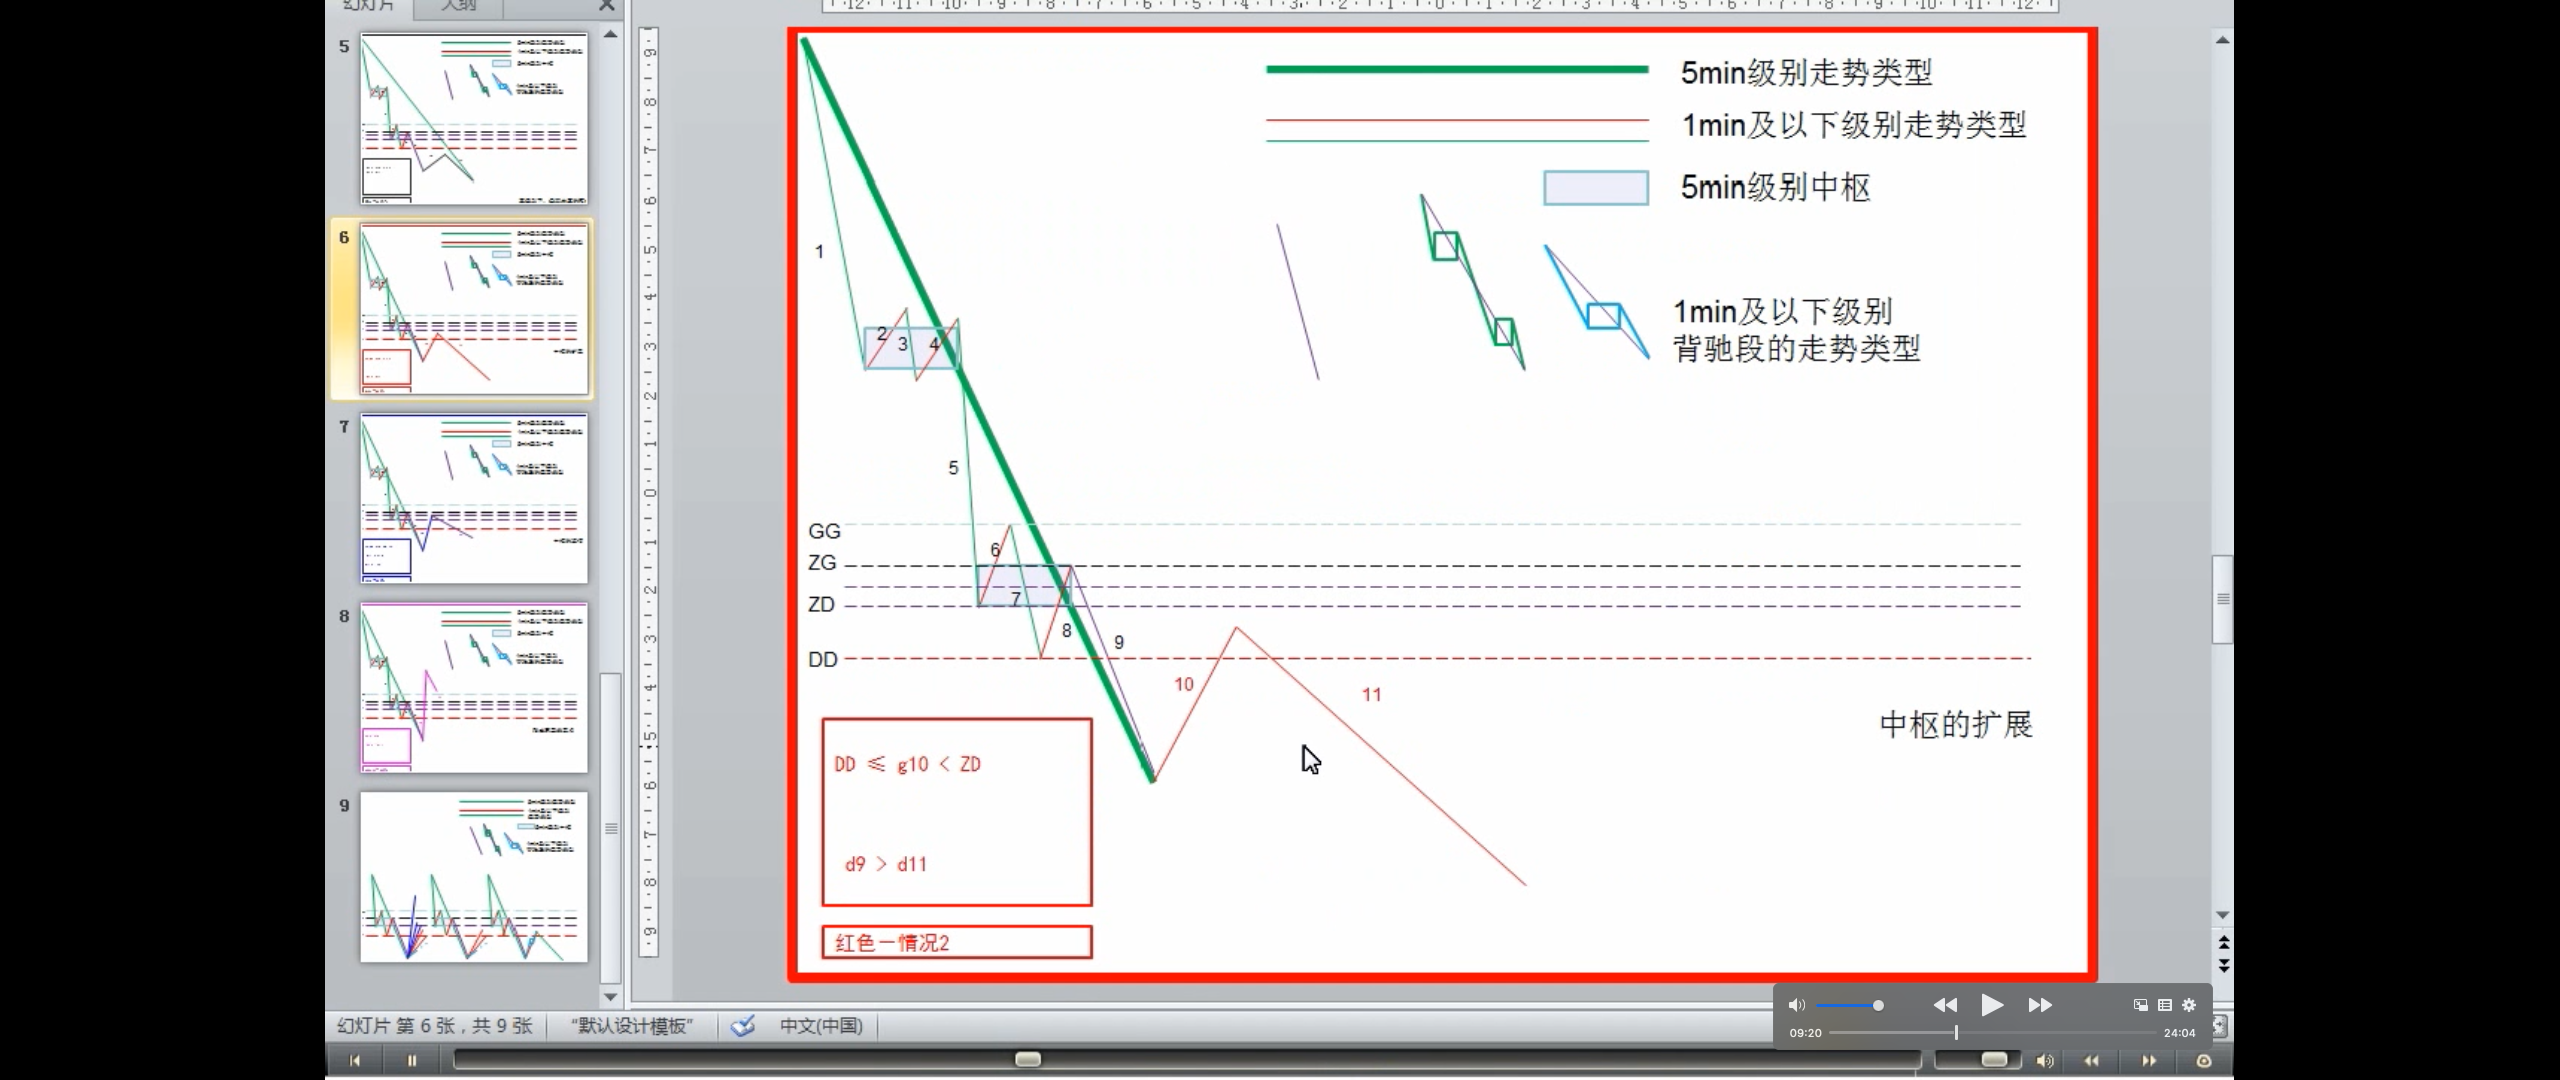 幻灯片
大纲
5
6
7
8
9
5min级别走势类型
1min及以下级别走势类型
5min级别中枢
1min及以下级别
背驰段的走势类型
1
2
3
4
5
GG
6
ZG
7
ZD
8
9
DD
10
11
中枢的扩展
DD ≤ g10 < ZD
d9 > d11
红色一情况2
幻灯片 第 6 张，共 9 张
“默认设计模板”
中文(中国)
09:20
24:04